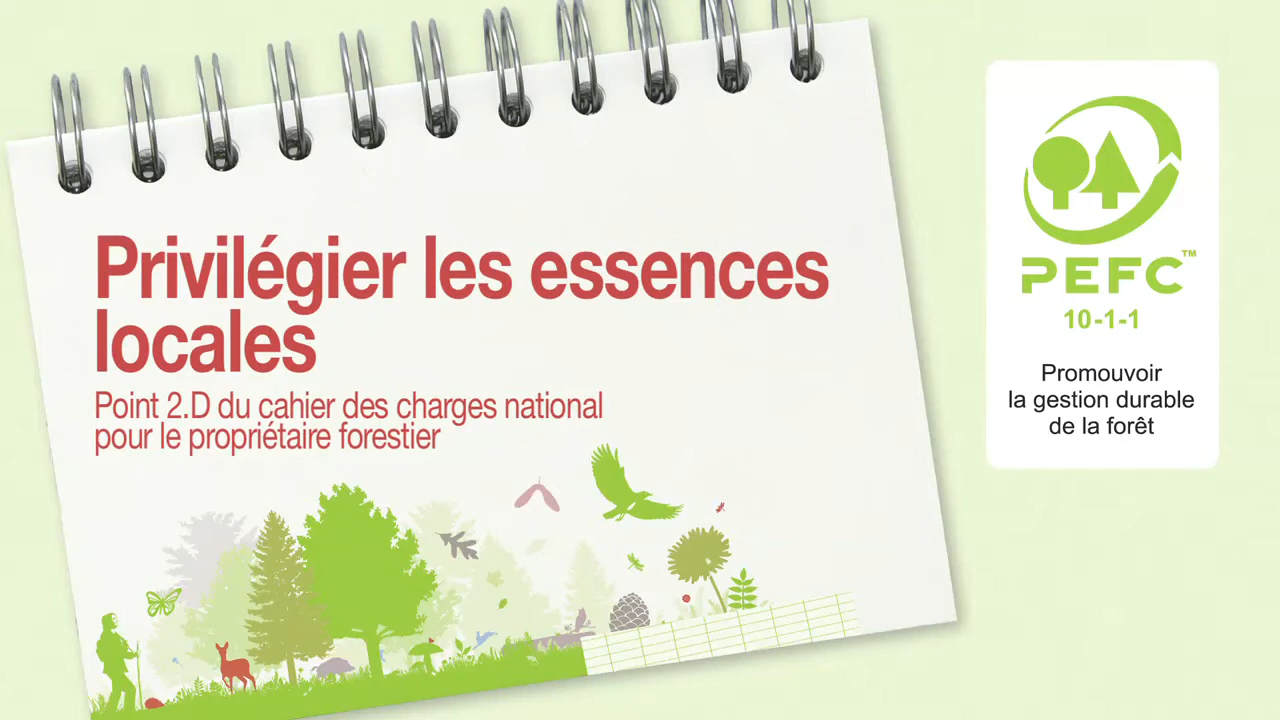 Privilégier les essences
locales
Point 2.D du cahier des charges national
pour le propriétaire forestier
PEFC™
10-1-1
Promouvoir
la gestion durable
de la forêt